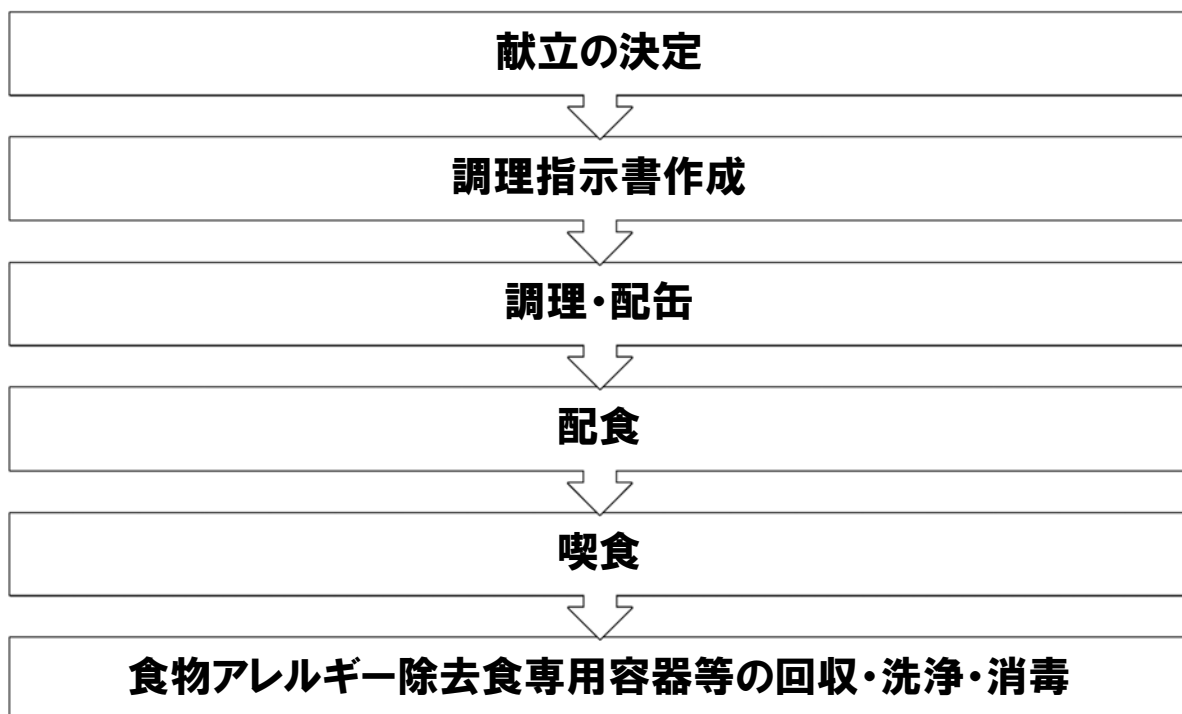 献立の決定
調理指示書作成
調理・配缶
配食
喫食
食物アレルギー除去食専用容器等の回収・洗浄・消毒